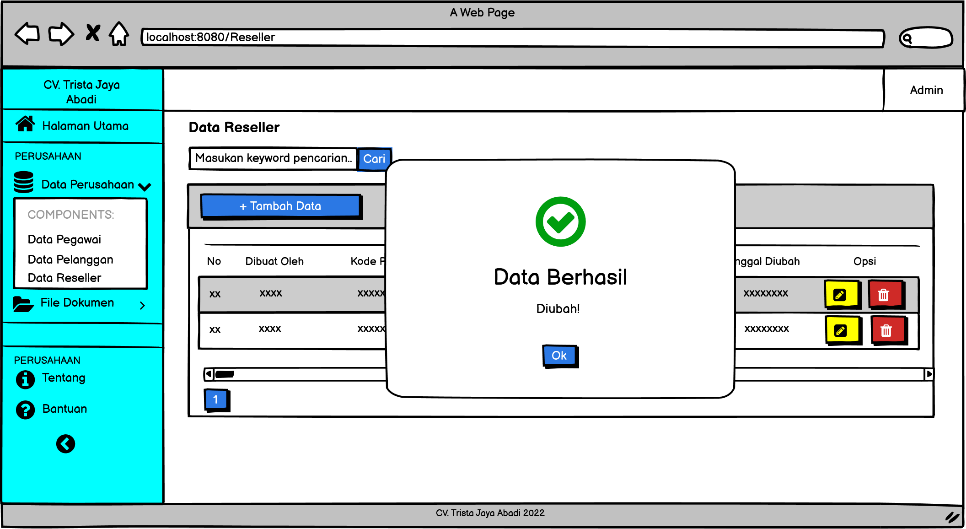 A Web Page
localhost:8080/Reseller
CV. Trista Jaya
Abadi
Admin
Halaman Utama
PERUSAHAAN
Data Perusahaan
COMPONENTS:
Data Pegawai
Data Pelanggan
Data Reseller
File Dokumen
PERUSAHAAN
Tentang
Bantuan
Data Reseller
Masukan keyword pencarian.. Cari
+ Tambah Data
No Dibuat Oleh Kode nggal Diubah Opsi
xx xxxx xxxxx xxxxxxxx
xx xxxx xxxxx xxxxxxxx
1
Data Berhasil
Diubah!
Ok
CV. Trista Jaya Abadi 2022